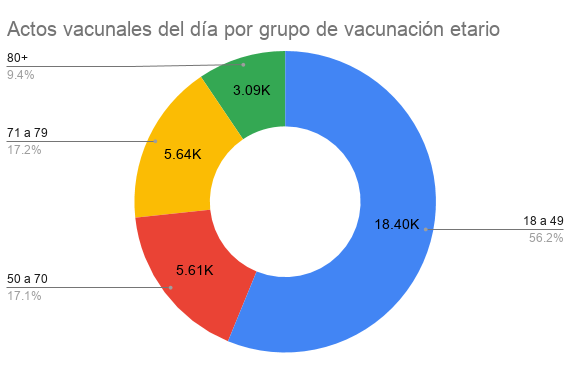 Actos vacunales del día por grupo de vacunación etario
80+
9.4%
3.09K
71 a 79
17.2%
5.64K
18.40K
18 a 49
56.2%
50 a 70
17.1%
5.61K